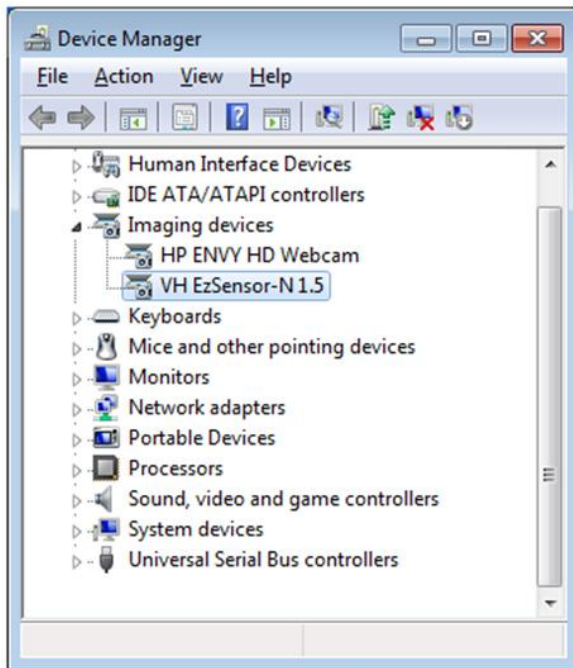 Device Manager
File Action View Help
Human Interface Devices
IDE ATA/ATAPI controllers
Imaging devices
HP ENVY HD Webcam
VH EzSensor-N 1.5
Keyboards
Mice and other pointing devices
Monitors
Network adapters
Portable Devices
Processors
Sound, video and game controllers
System devices
Universal Serial Bus controllers